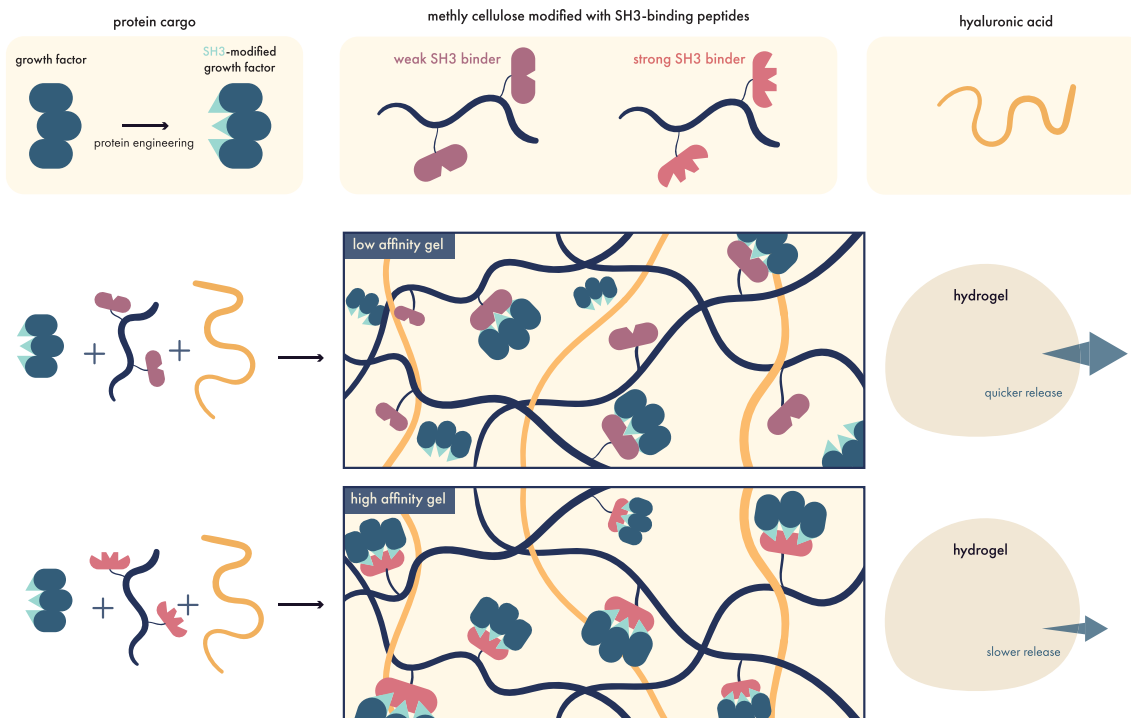 protein cargo
methly cellulose modified with SH3-binding peptides
hyaluronic acid
growth factor
SH3-modified
growth factor
protein engineering
weak SH3 binder
strong SH3 binder
low affinity gel
hydrogel
quicker release
high affinity gel
hydrogel
slower release